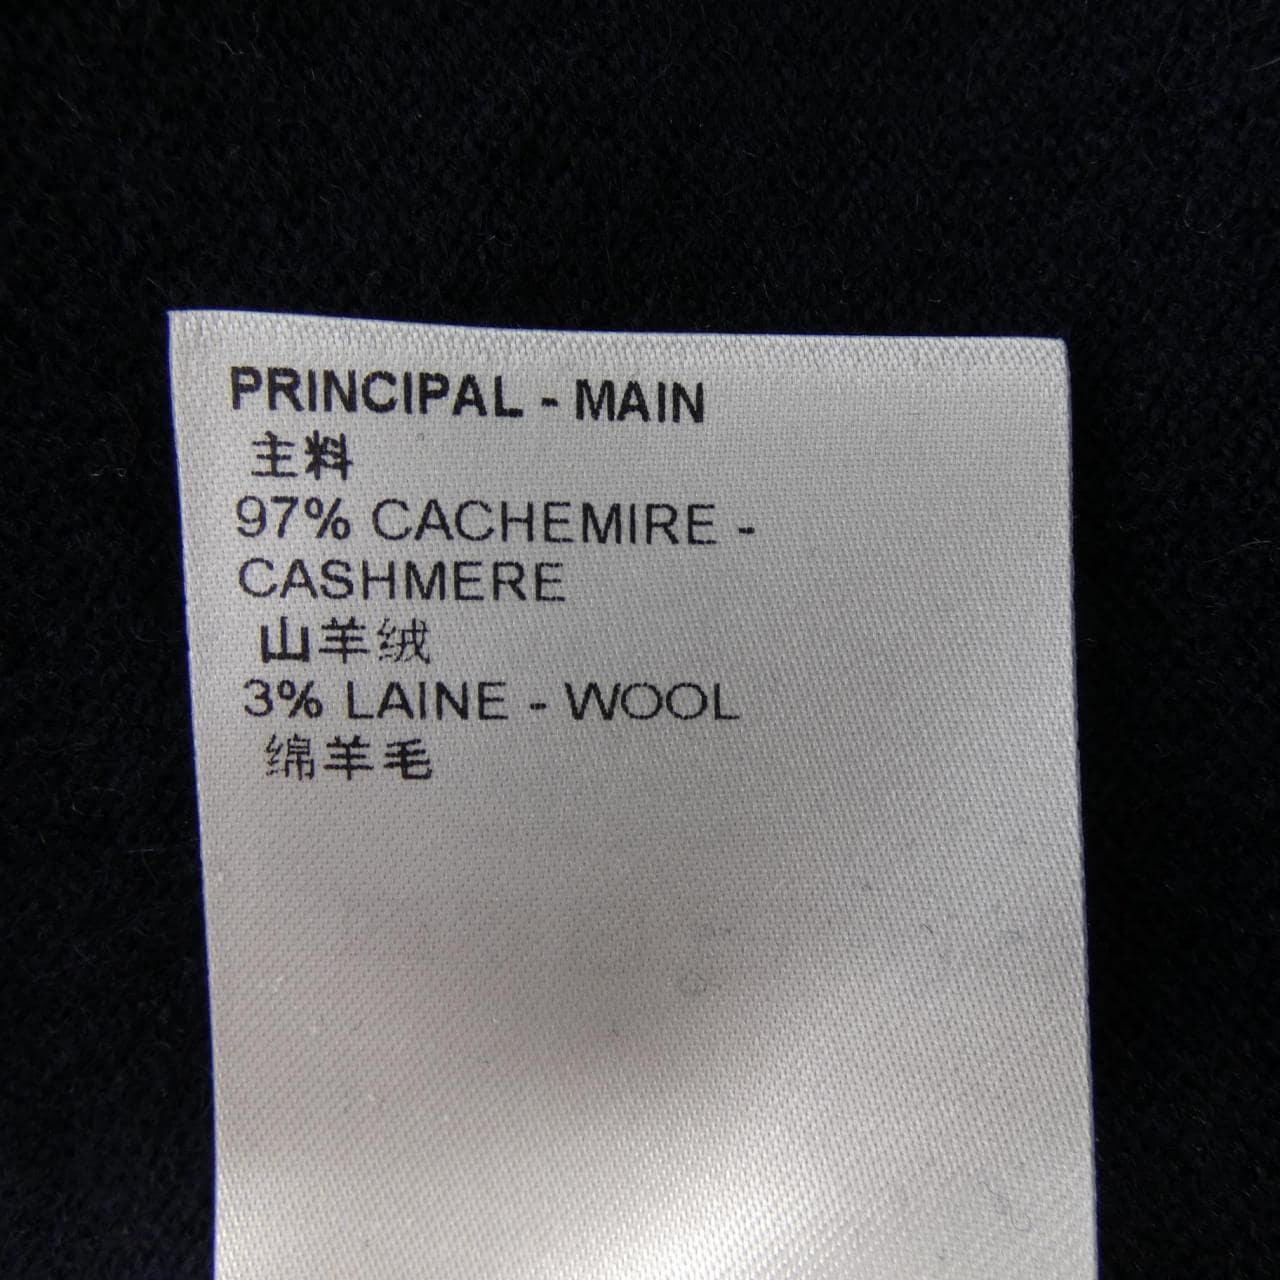 PRINCIPAL - MAIN
主料
97% CACHEMIRE -
CASHMERE
山羊绒
3% LAINE - WOOL
绵羊毛